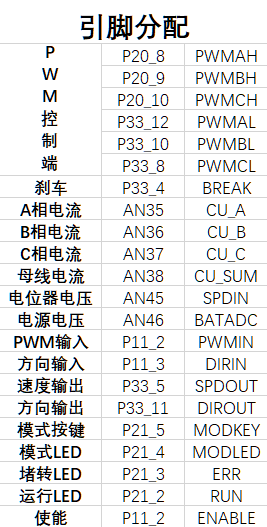 引脚分配
P P20_8 PWMAH
W P20_9 PWMBH
M P20_10 PWMCH
控 P33_12 PWMAL
制 P33_10 PWMBL
端 P33_8 PWMCL
刹车 P33_4 BREAK
A相电流 AN35 CU_A
B相电流 AN36 CU_B
C相电流 AN37 CU_C
母线电流 AN38 CU_SUM
电位器电压 AN45 SPDIN
电源电压 AN46 BATADC
PWM输入 P11_2 PWMIN
方向输入 P11_3 DIRIN
速度输出 P33_5 SPDOUT
方向输出 P33_11 DIROUT
模式按键 P21_5 MODKEY
模式LED P21_4 MODLED
堵转LED P21_3 ERR
运行LED P21_2 RUN
使能 P11_2 ENABLE